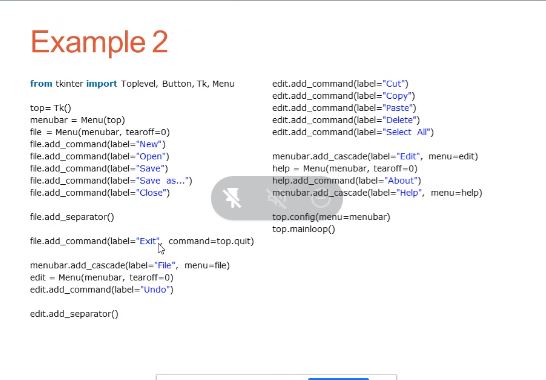 Example 2
from tkinter import Toplevel, Button, Tk, Menu
top= Tk()
menubar = Menu(top)
file = Menu(menubar, tearoff=0)
file.add_command(label="New")
file.add_command(label="Open")
file.add_command(label="Save")
file.add_command(label="Save as...")
file.add_command(label="Close")
file.add_separator()
file.add_command(label="Exit", command=top.quit)
menubar.add_cascade(label="File", menu=file)
edit = Menu(menubar, tearoff=0)
edit.add_command(label="Undo")
edit.add_separator()
edit.add_command(label="Cut")
edit.add_command(label="Copy")
edit.add_command(label="Paste")
edit.add_command(label="Delete")
edit.add_command(label="Select All")
menubar.add_cascade(label="Edit", menu=edit)
help = Menu(menubar, tearoff=0)
help.add_command(label="About")
menubar.add_cascade(label="Help", menu=help)
top.config(menu=menubar)
top.mainloop()